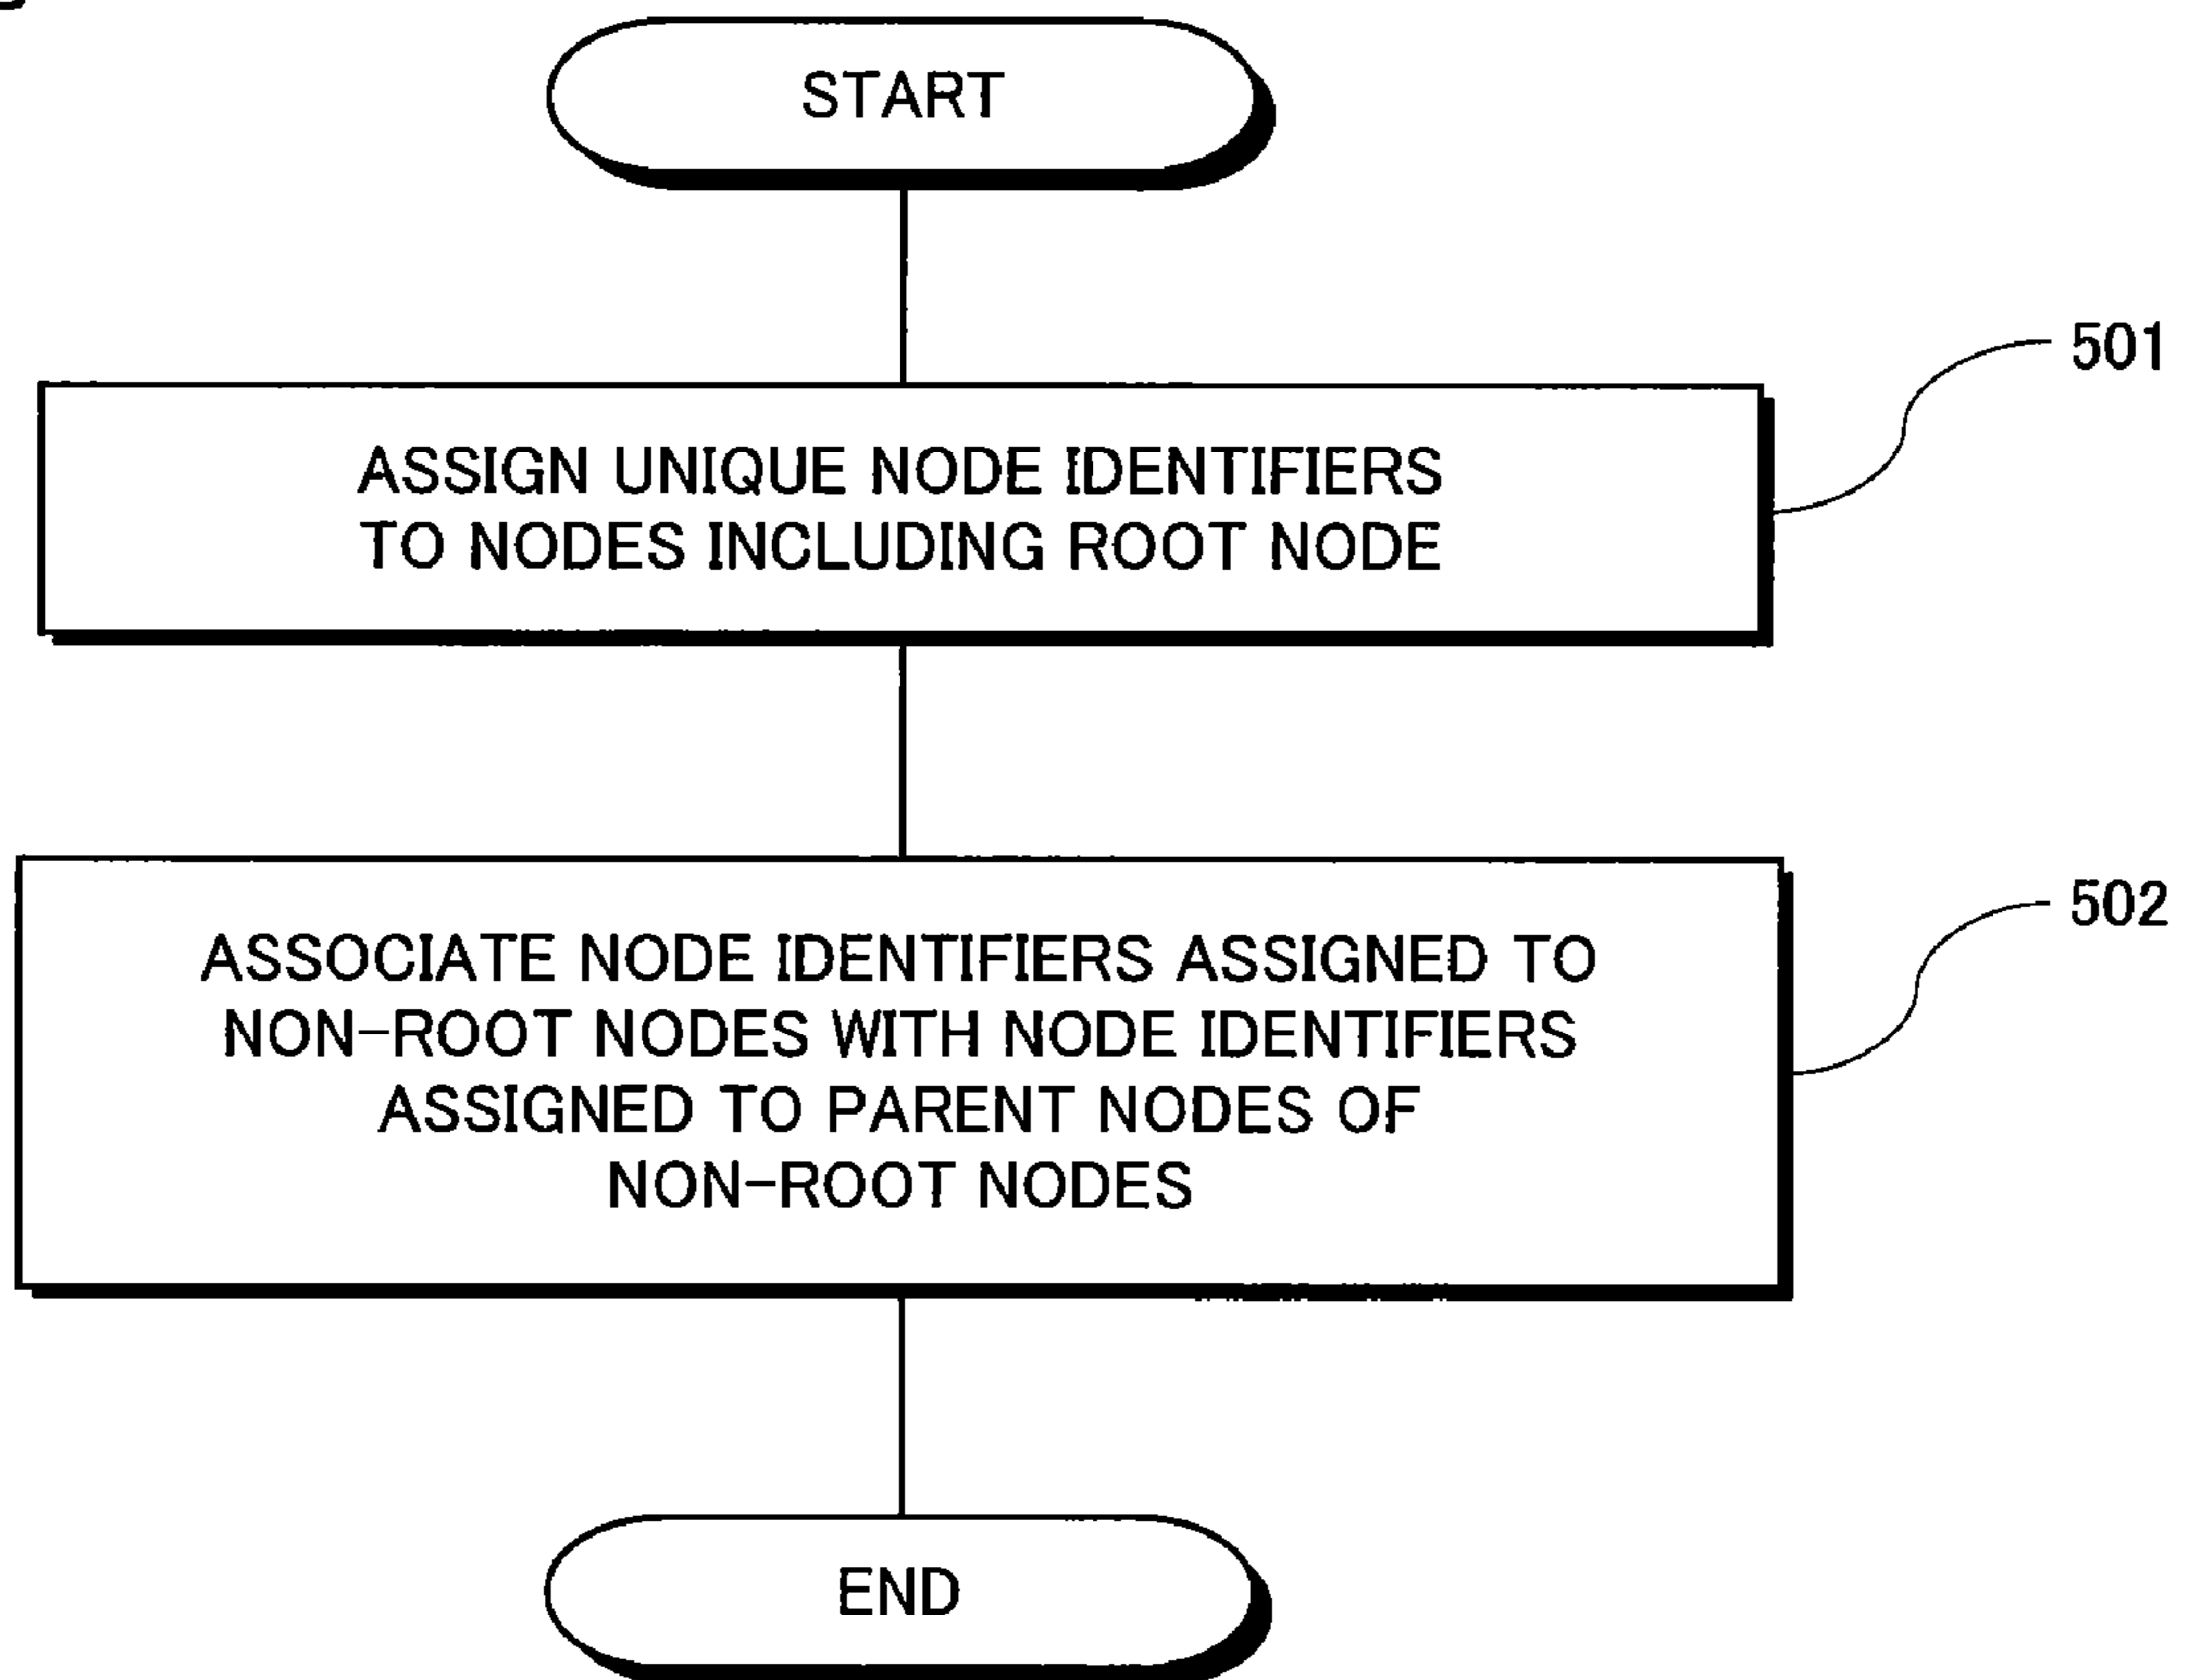 START
501
ASSIGN UNIQUE NODE IDENTIFIERS
TO NODES INCLUDING ROOT NODE
502
ASSOCIATE NODE IDENTIFIERS ASSIGNED TO
NON-ROOT NODES WITH NODE IDENTIFIERS
ASSIGNED TO PARENT NODES OF
NON-ROOT NODES
END